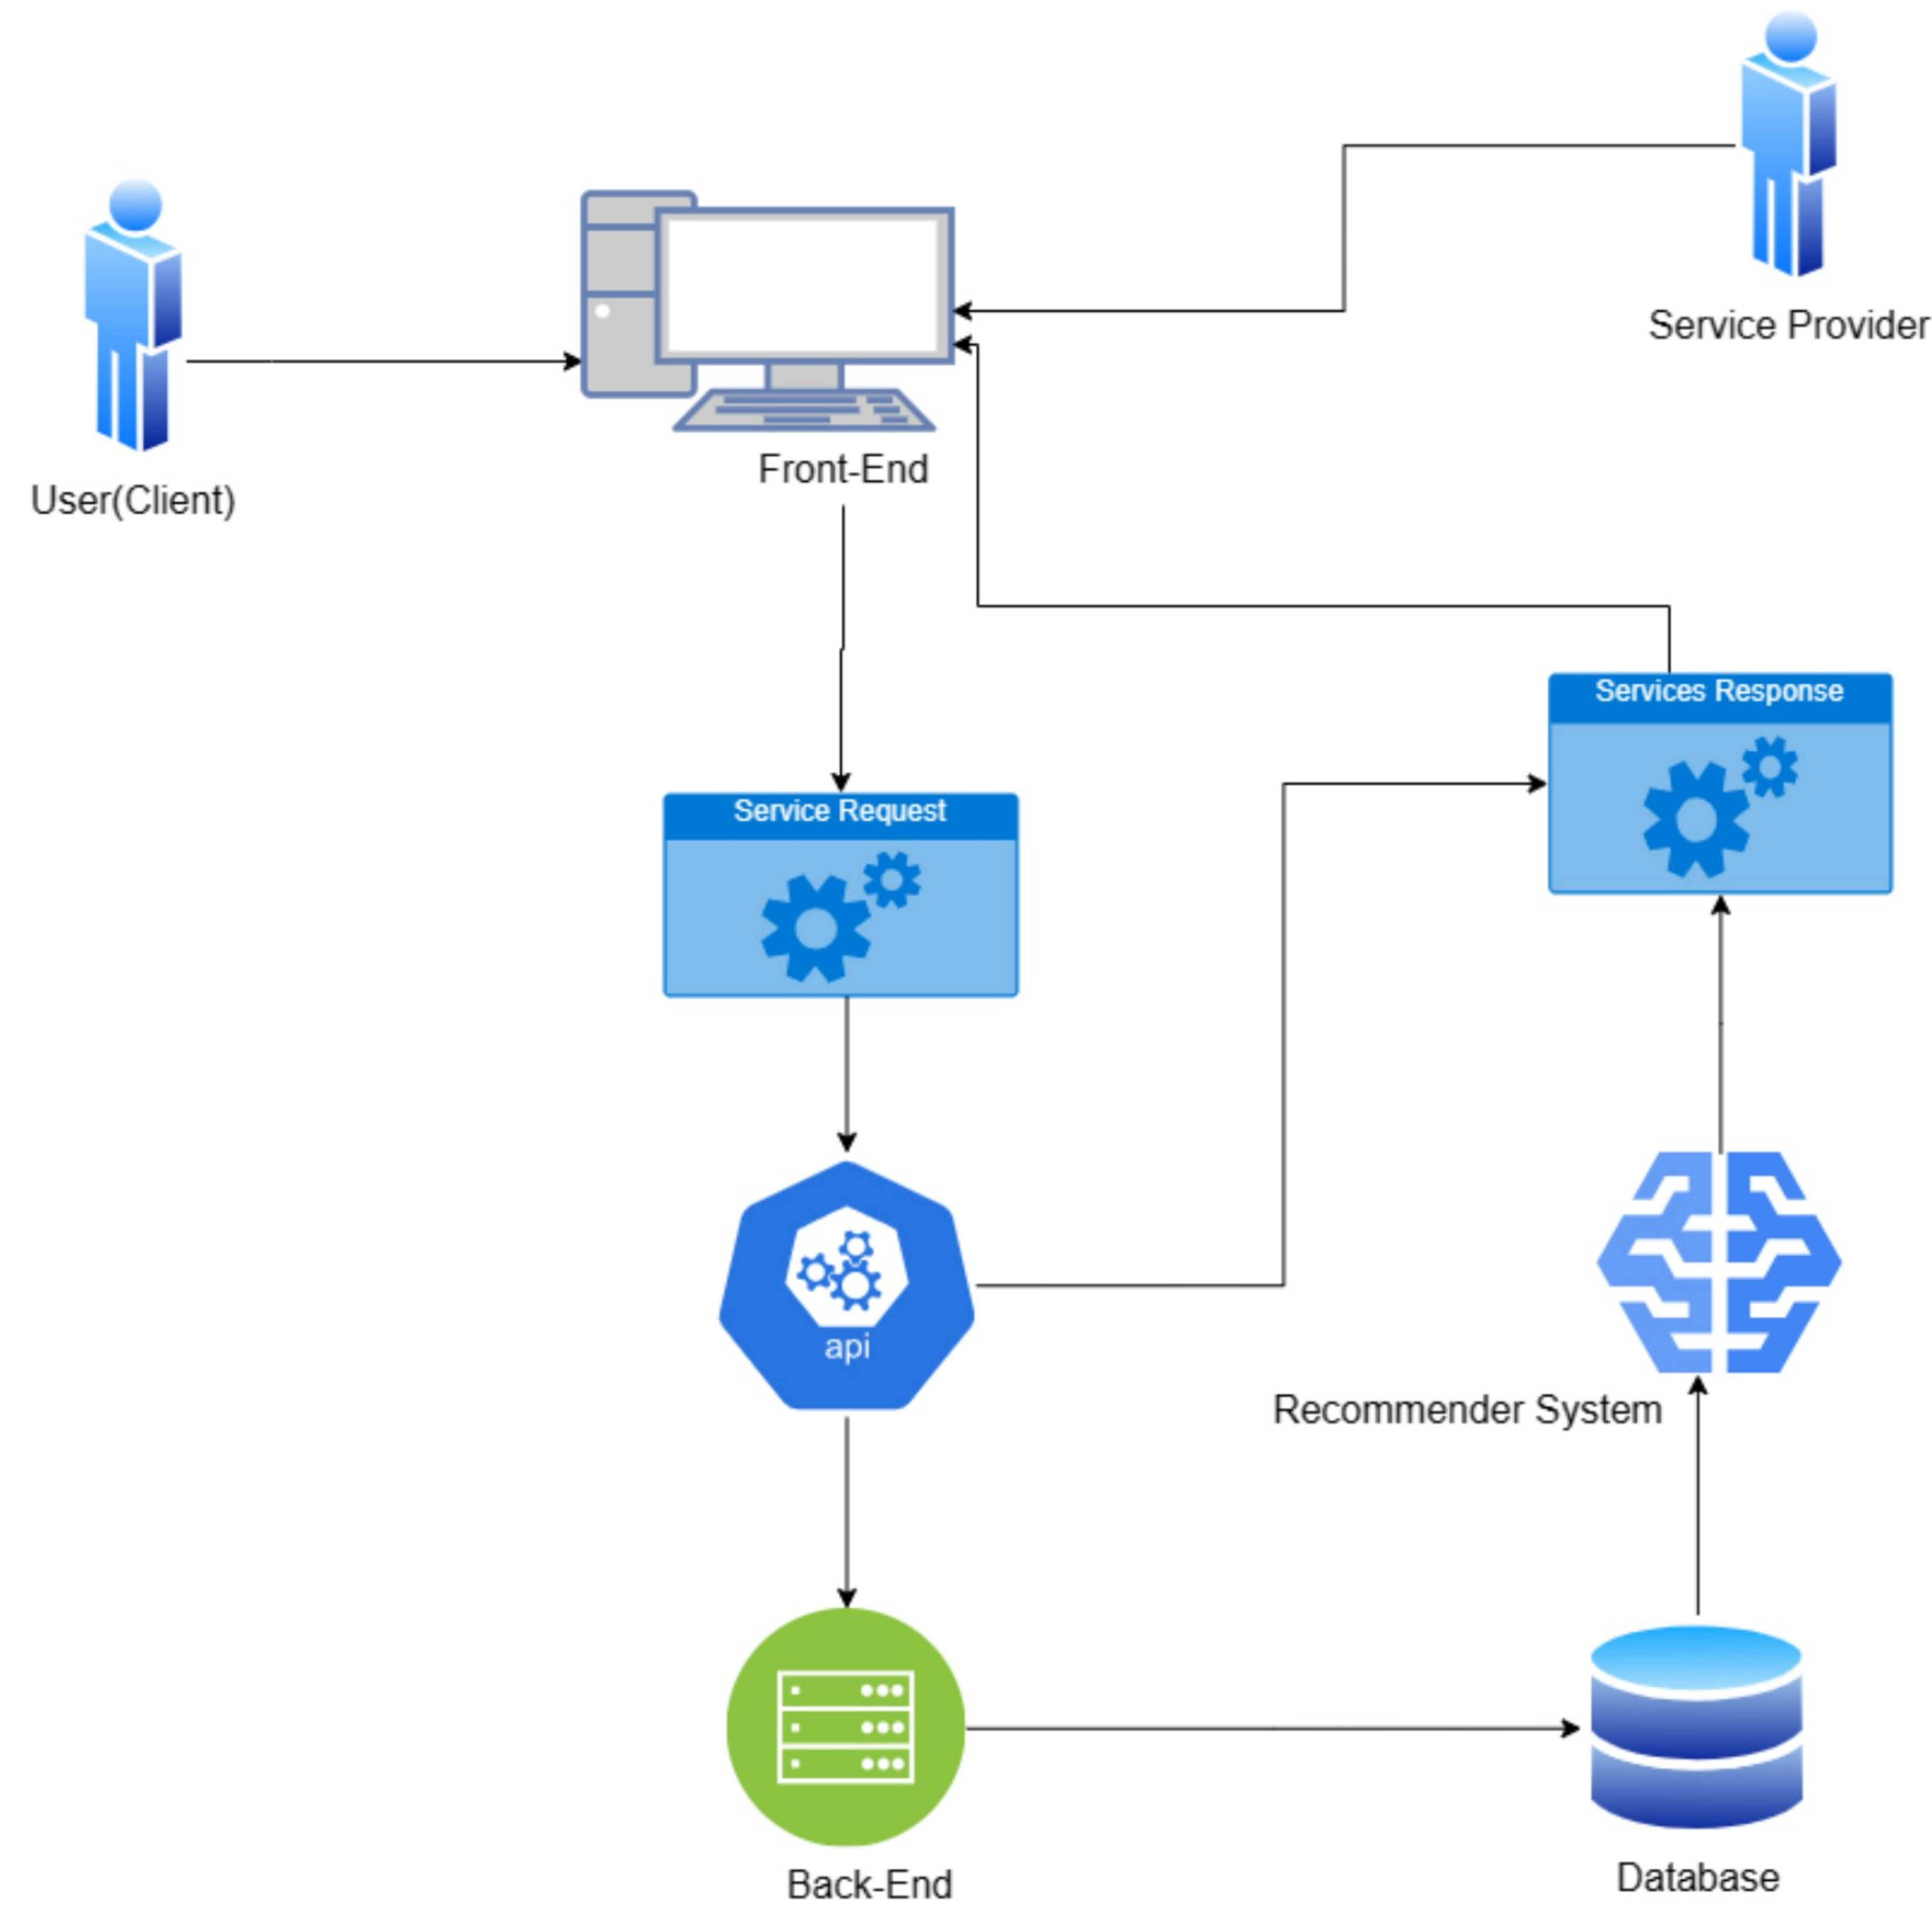 Service Provider
User(Client)
Front-End
Services Response
Service Request
api
Recommender System
Back-End
Database